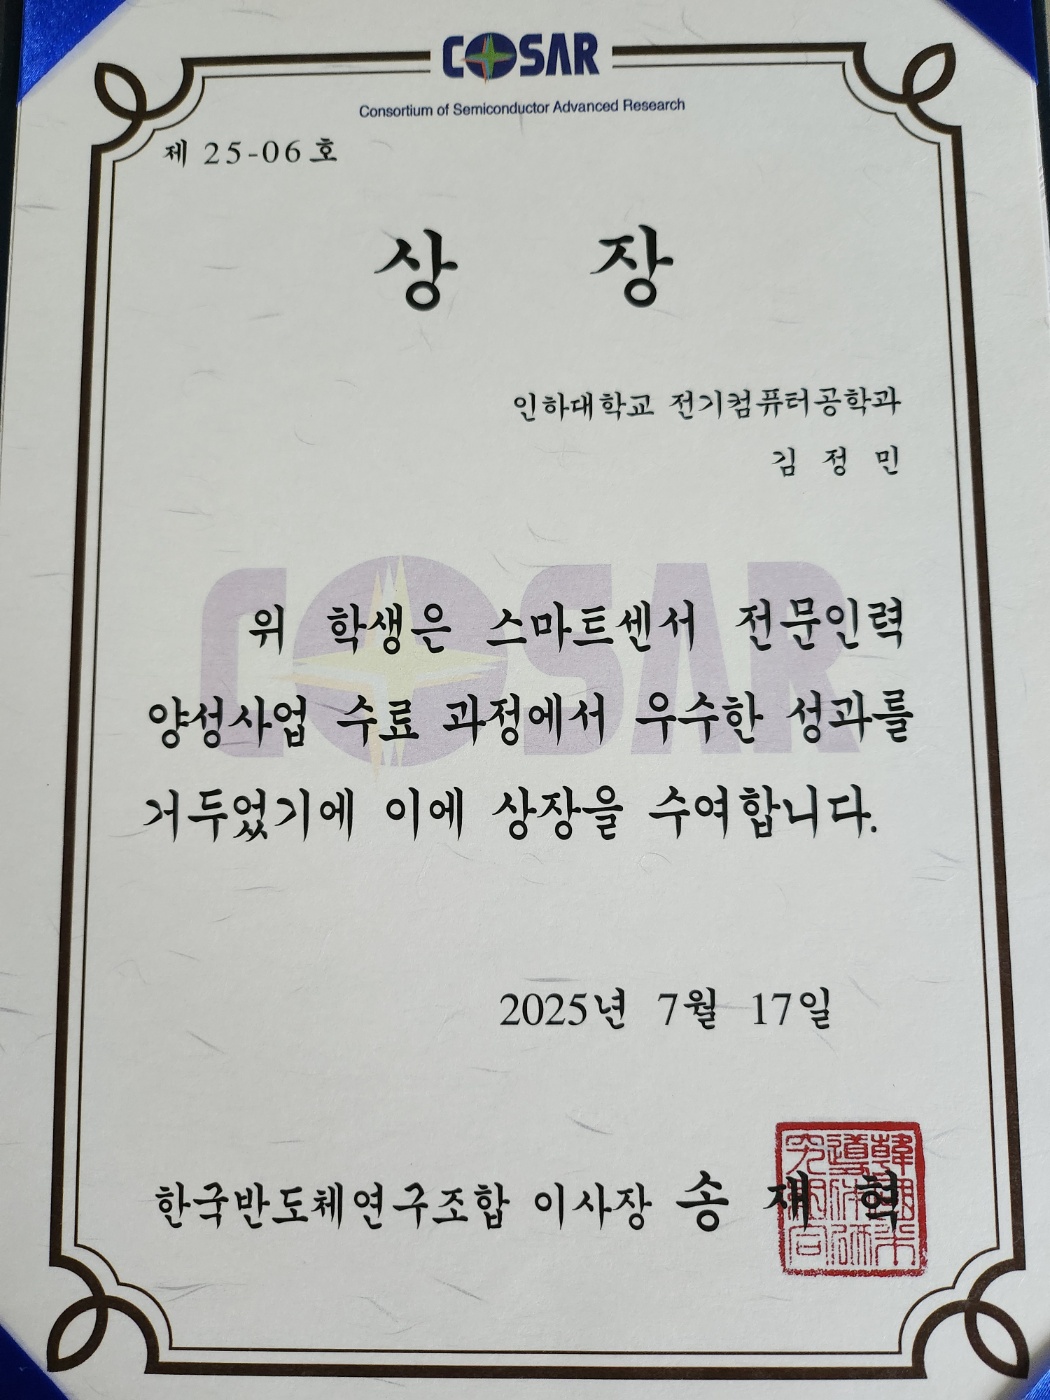 COSAR
Consortium of Semiconductor Advanced Research
제 25-06 호
상 장
인하대학교 전기컴퓨터공학과
김 정 민
위 학생은 스마트센서 전문인력
양성사업 수료 과정에서 우수한 성과를
거두었기에 이에 상장을 수여합니다.
2025년 7월 17일
한국반도체연구조합 이사장 송 재 혁